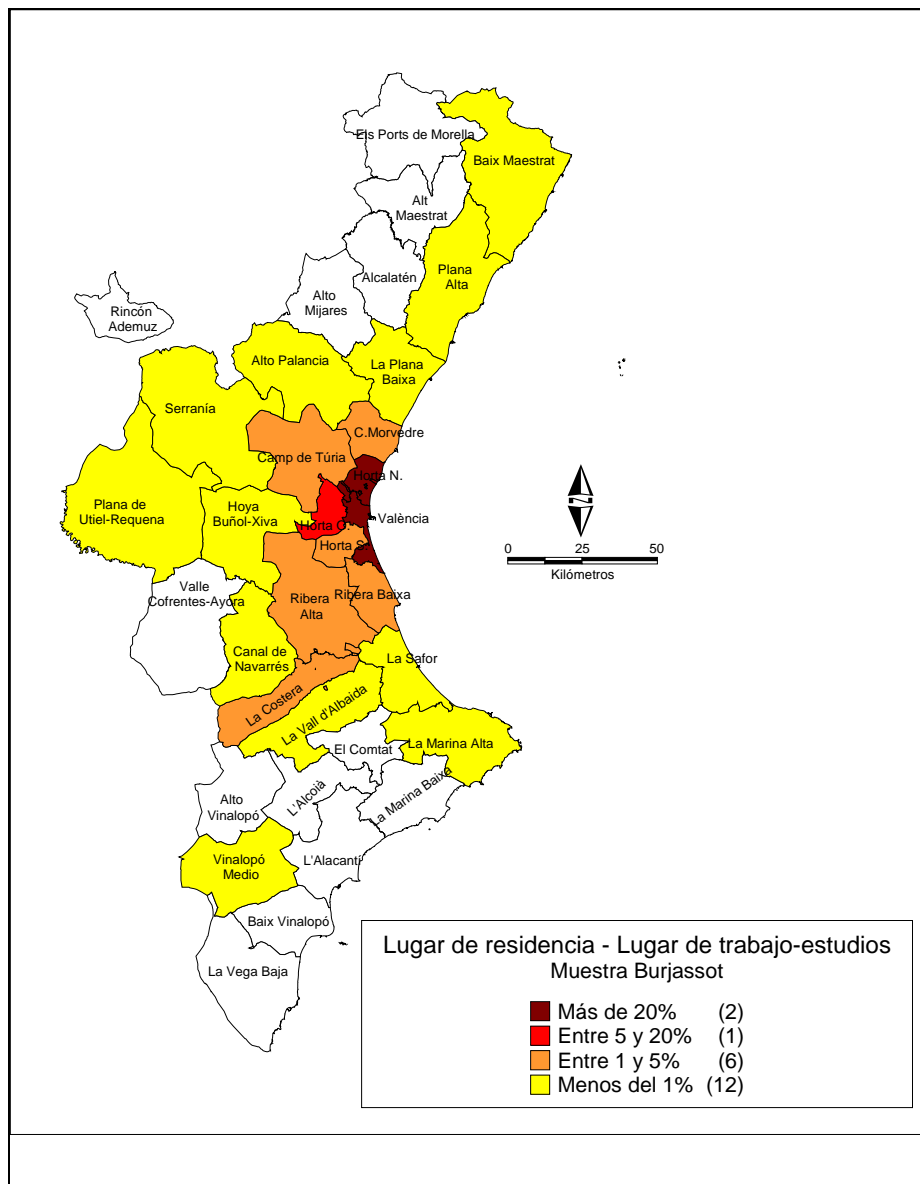 Els Ports de Morella
Baix Maestrat
Alt
Maestrat
Alcalatén
Plana
Alta
Alto
Mijares
Rincón
Ademuz
Alto Palancia
La Plana
Baixa
Serranía
C.Morvedre
Camp de Túria
Horta N.
Plana de
Utiel-Requena
Hoya
Buñol-Xiva
Horta O.
València
Horta S.
0 25 50
Kilómetros
Valle
Cofrentes-Ayora
Ribera
Alta
Ribera Baixa
Canal de
Navarrés
La Safor
La Costera
La Vall d'Albaida
El Comtat
La Marina Alta
Alto
Vinalopó
L'Alcoià
La Marina Baixa
Vinalopó
Medio
L'Alacantí
Baix Vinalopó
La Vega Baja
Lugar de residencia - Lugar de trabajo-estudios
Muestra Burjassot
Más de 20% (2)
Entre 5 y 20% (1)
Entre 1 y 5% (6)
Menos del 1% (12)